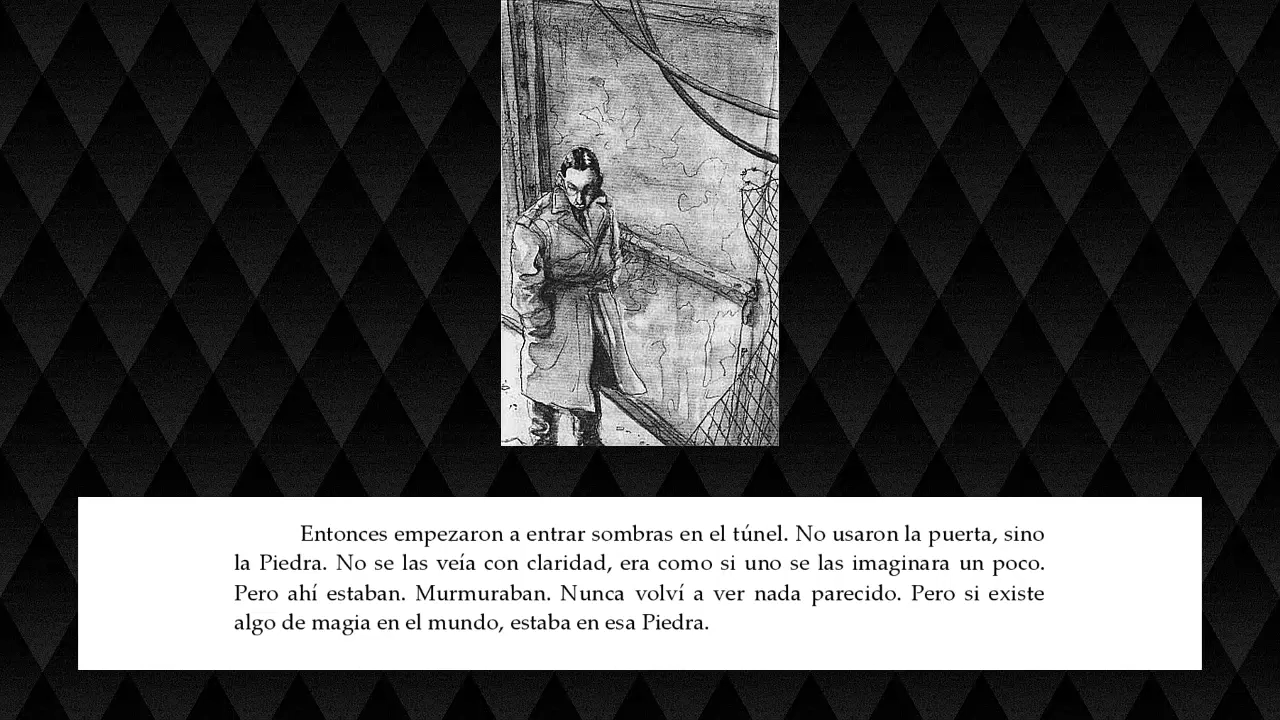 Entonces empezaron a entrar sombras en el túnel. No usaron la puerta, sino
la Piedra. No se las veía con claridad, era como si uno se las imaginara un poco.
Pero ahí estaban. Murmuraban. Nunca volví a ver nada parecido. Pero si existe
algo de magia en el mundo, estaba en esa Piedra.